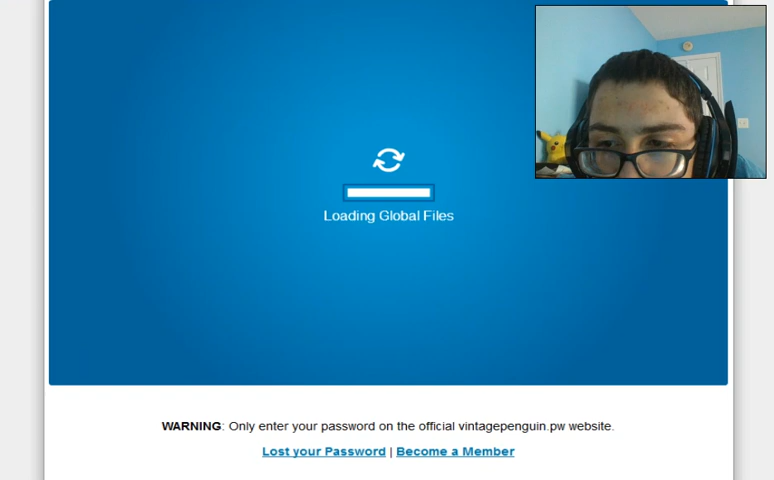 Loading Global Files
WARNING: Only enter your password on the official vintagepenguin.pw website.
Lost your Password | Become a Member